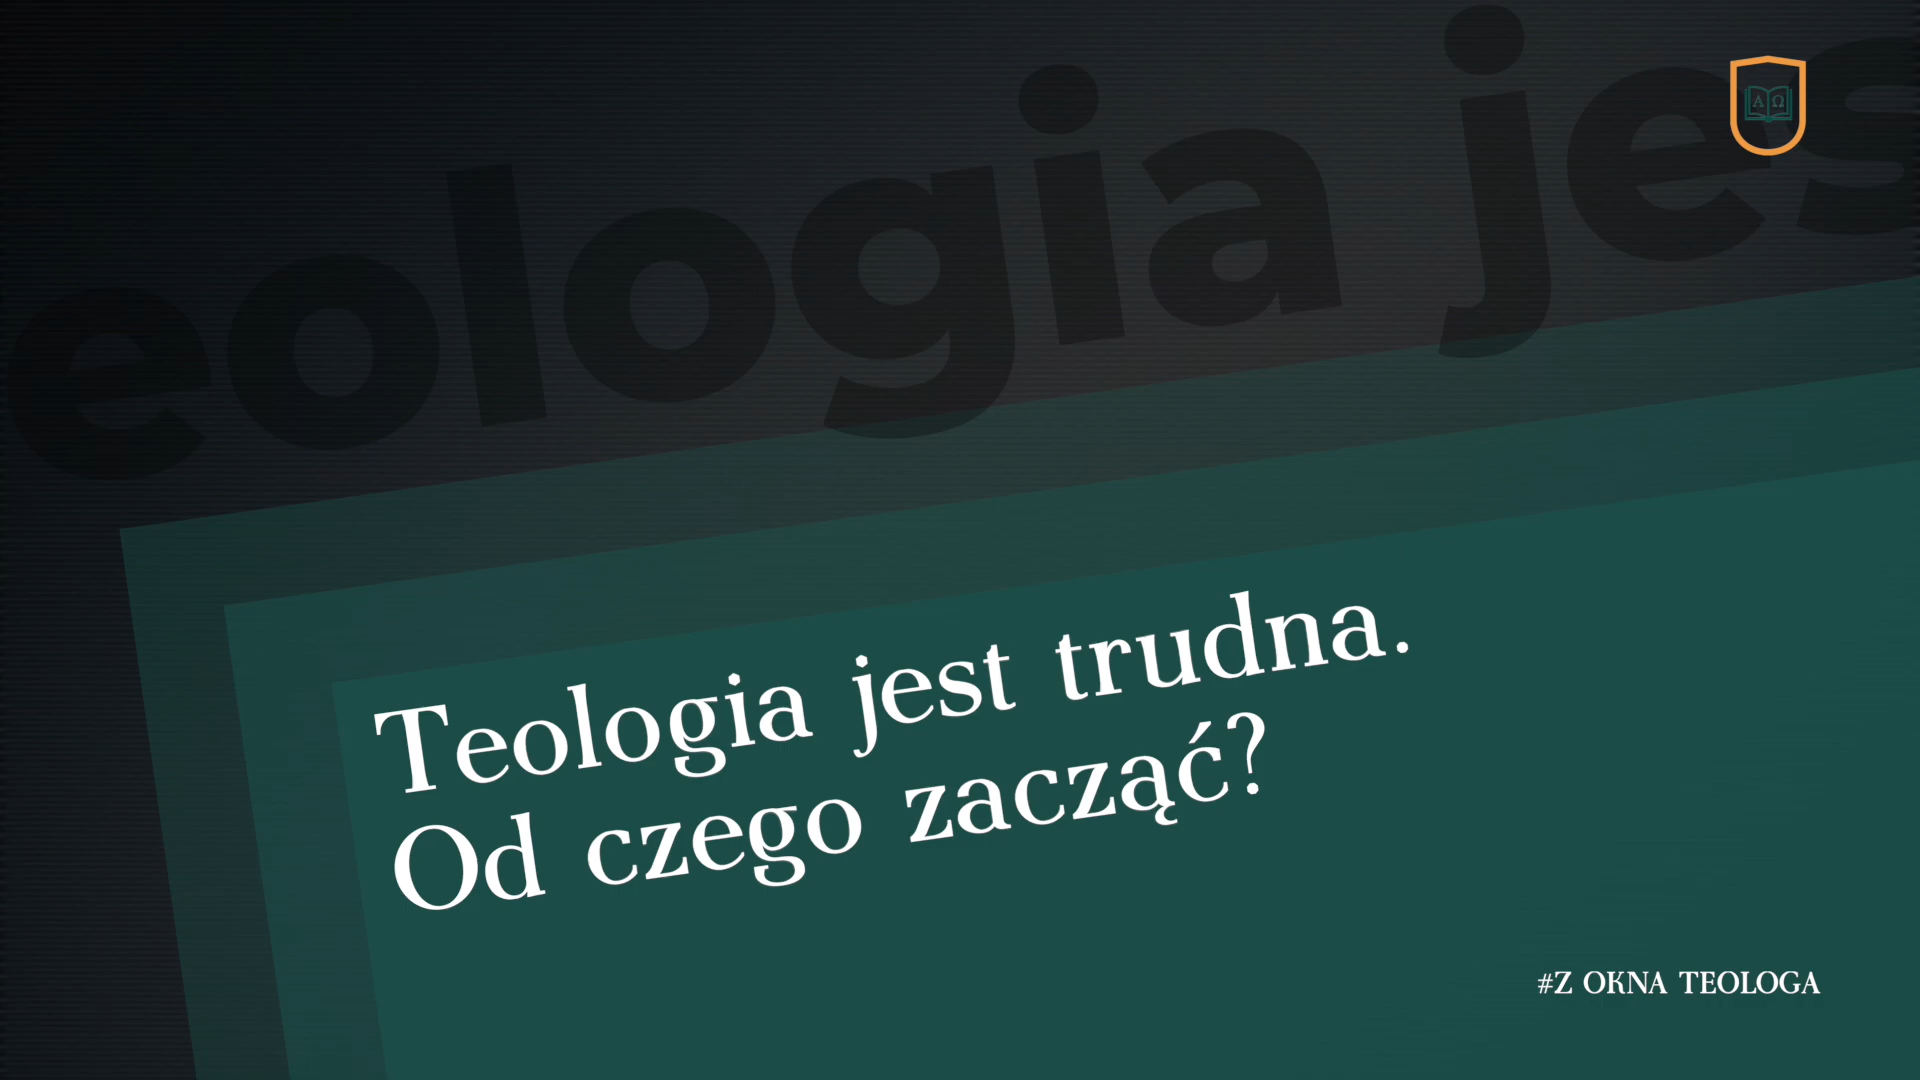 eologia jes
Α Ω
Teologia jest trudna.
Od czego zacząć?
#Z OKNA TEOLOGA